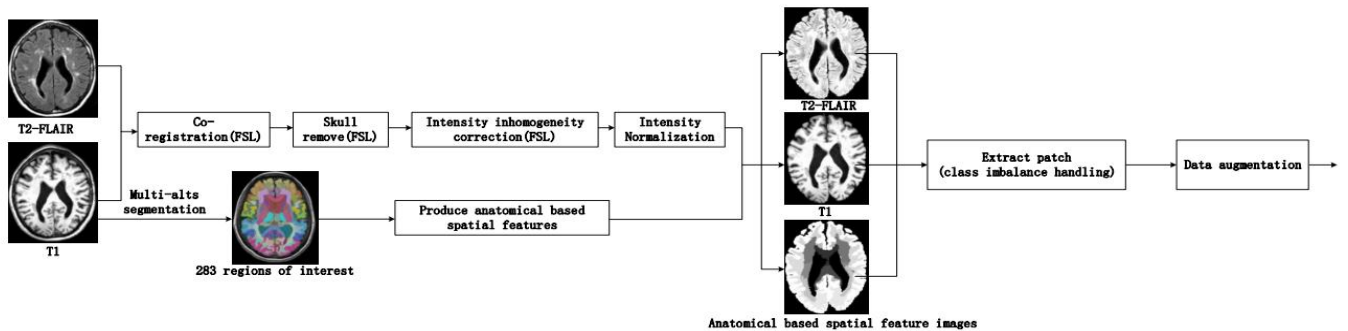 T2-FLAIR
T1
Co-
registration(FSL)
Skull
remove(FSL)
Intensity inhomogeneity
correction(FSL)
Intensity
Normalization
Multi-alts
segmentation
283 regions of interest
Produce anatomical based
spatial features
T2-FLAIR
T1
Anatomical based spatial feature images
Extract patch
(class imbalance handling)
Data augmentation